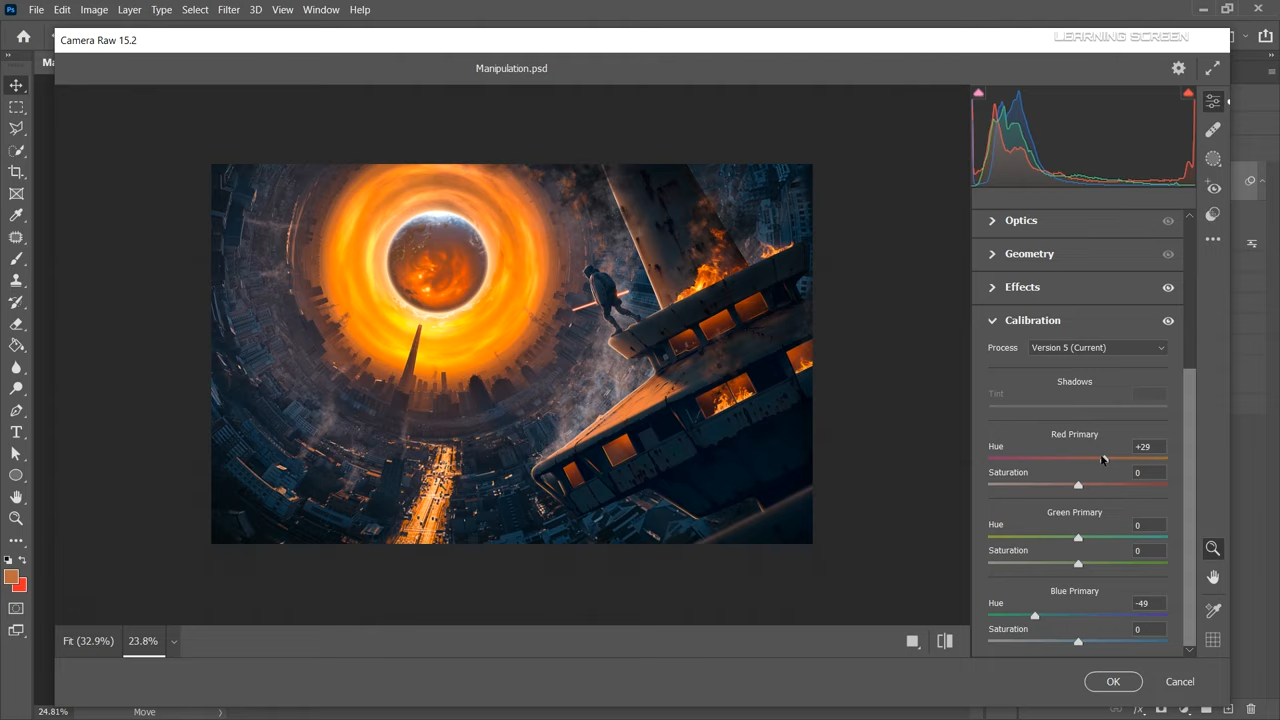 Ps File Edit Image Layer Type Select Filter 3D View Window Help
Camera Raw 15.2
LEARNING SCREEN
Ma
Manipulation.psd
Optics
Geometry
Effects
Calibration
Process Version 5 (Current)
Shadows
Tint
Red Primary
Hue +29
Saturation 0
Green Primary
Hue 0
Saturation 0
Blue Primary
Hue -49
Saturation 0
Fit (32.9%) 23.8%
OK Cancel
24.81% Move